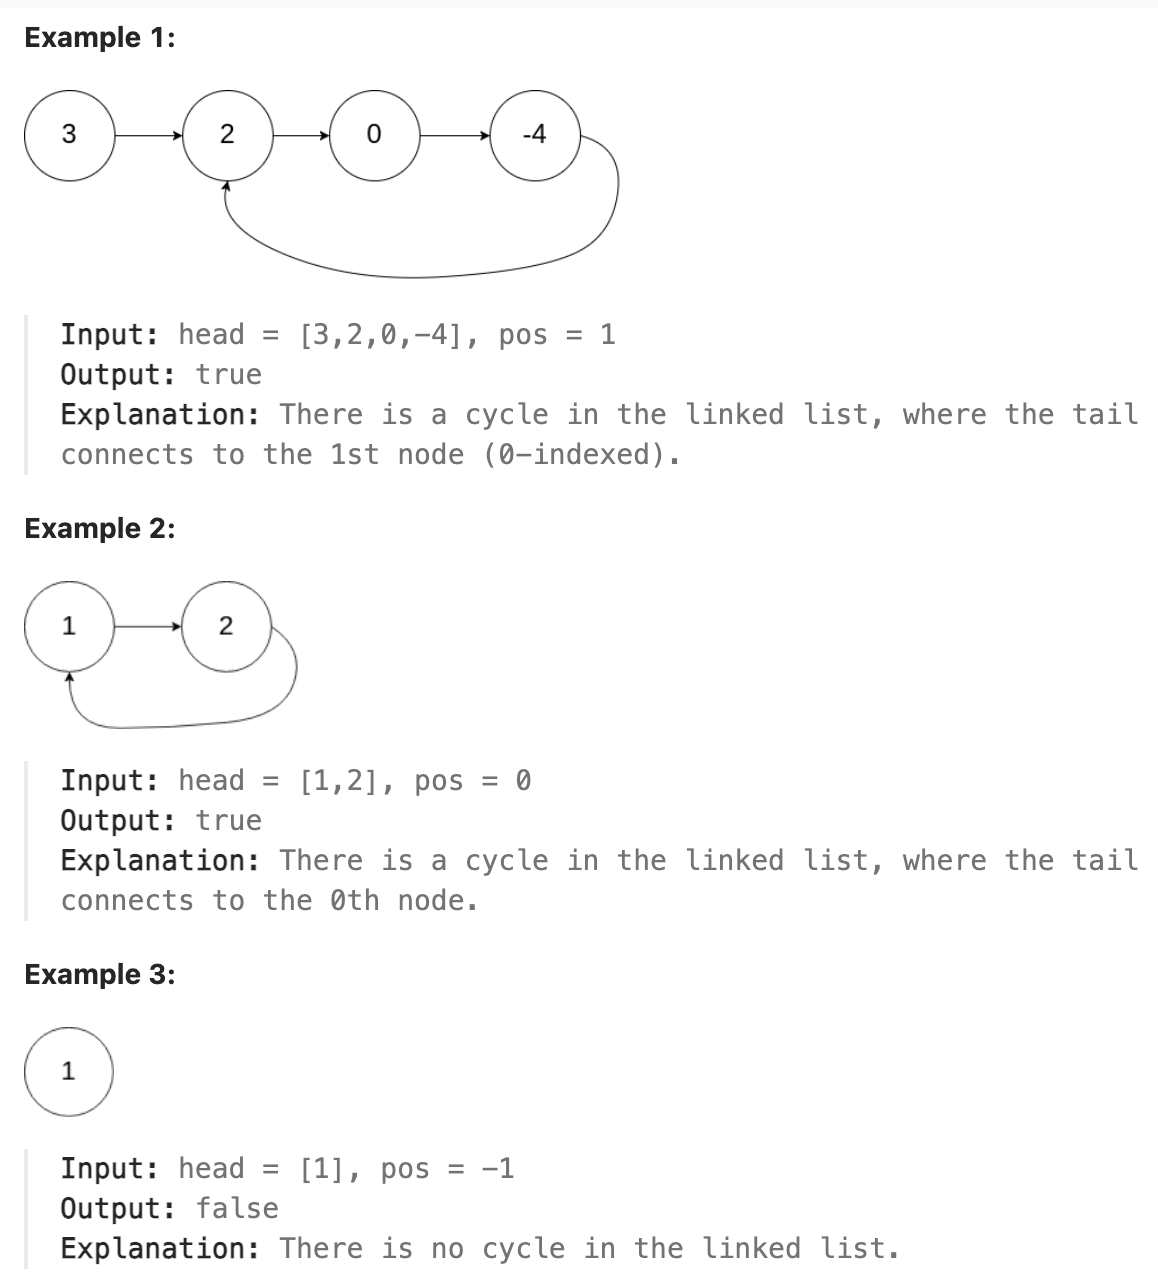 Example 1:
3 2 0 -4
Input: head = [3,2,0,-4], pos = 1
Output: true
Explanation: There is a cycle in the linked list, where the tail
connects to the 1st node (0-indexed).
Example 2:
1 2
Input: head = [1,2], pos = 0
Output: true
Explanation: There is a cycle in the linked list, where the tail
connects to the 0th node.
Example 3:
1
Input: head = [1], pos = -1
Output: false
Explanation: There is no cycle in the linked list.